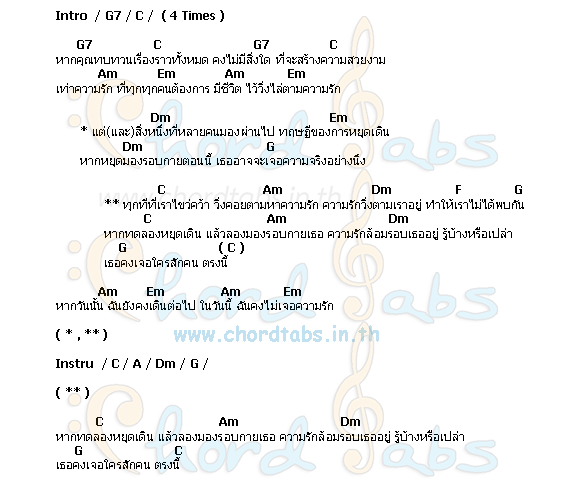 Intro / G7 / C / ( 4 Times )
G7 C G7 C
หากคุณทบทวนเรื่องราวทั้งหมด คงไม่มีสิ่งใด ที่จะสร้างความสวยงาม
Am Em Am Em
เท่าความรัก ที่ทุกทุกคนต้องการ มีชีวิต ไว้วิ่งไล่ตามความรัก
Dm Em
* แต่(และ)สิ่งหนึ่งที่หลายคนมองผ่านไป ทฤษฎีของการหยุดเดิน
Dm G
หากหยุดมองรอบกายตอนนี้ เธออาจจะเจอความจริงอย่างนึง
C Am Dm F G
** ทุกทีที่เราไขว่คว้า วิ่งคอยตามหาความรัก ความรักวิ่งตามเราอยู่ ทำให้เราไม่ได้พบกัน
C Am Dm
หากทดลองหยุดเดิน แล้วลองมองรอบกายเธอ ความรักล้อมรอบเธออยู่ รู้บ้างหรือเปล่า
G ( C )
เธอคงเจอใครสักคน ตรงนี้
Am Em Am Em
หากวันนั้น ฉันยังคงเดินต่อไป ในวันนี้ ฉันคงไม่เจอความรัก
( * , ** )
www.chordtabs.in.th
Instru / C / A / Dm / G /
( ** )
C Am Dm
หากทดลองหยุดเดิน แล้วลองมองรอบกายเธอ ความรักล้อมรอบเธออยู่ รู้บ้างหรือเปล่า
G C
เธอคงเจอใครสักคน ตรงนี้